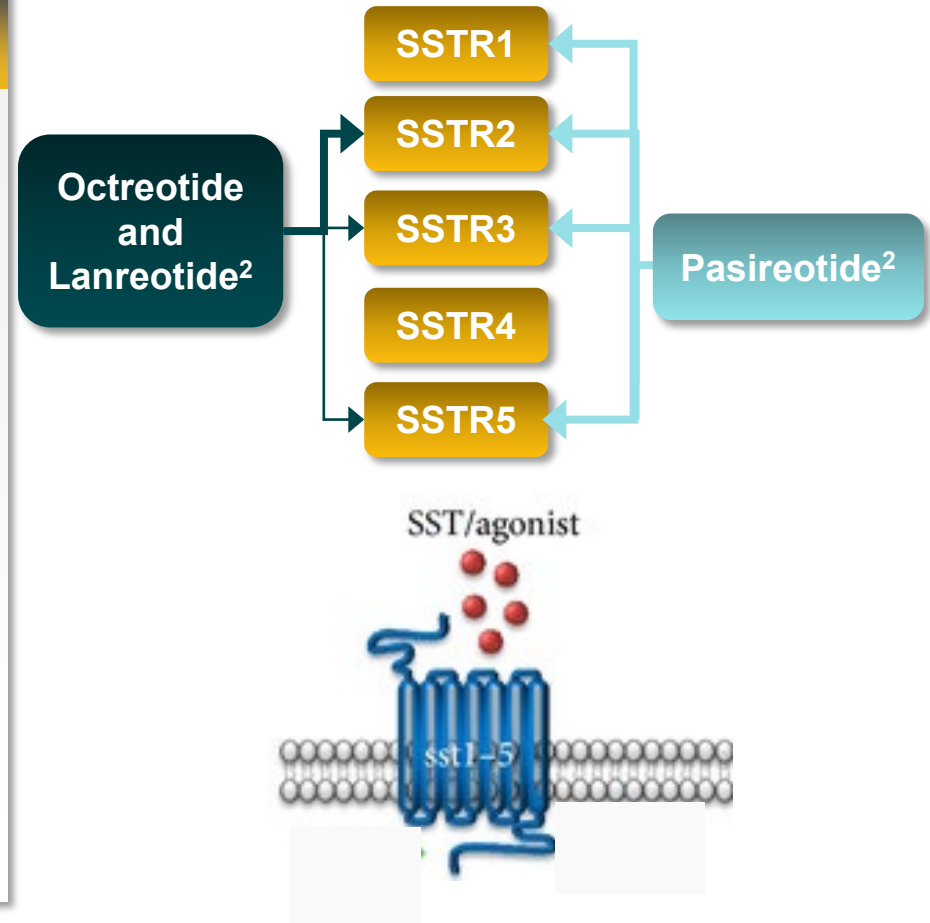 SSTR1
SSTR2
SSTR3
SSTR4
SSTR5
Octreotide
and
Lanreotide²
Pasireotide²
SST/agonist
sst1–5